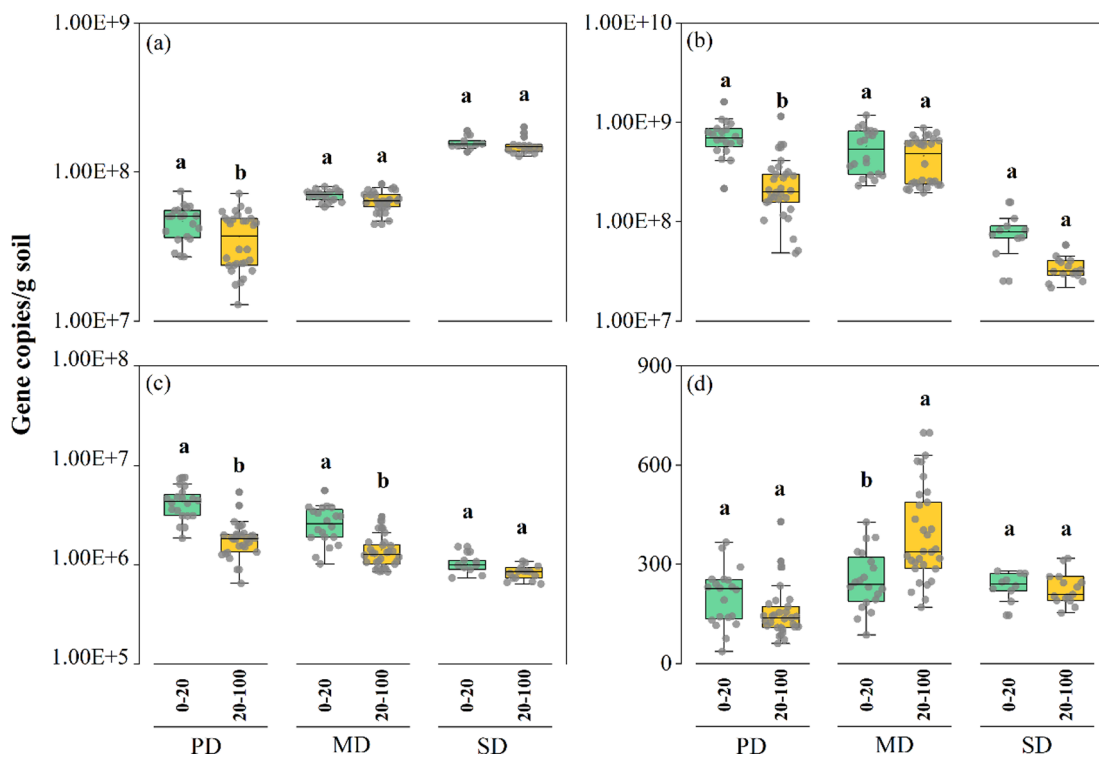 Gene copies/g soil
1.00E+9
1.00E+8
1.00E+7
(a)
a
b
a
a
a
a
1.00E+10
1.00E+9
1.00E+8
1.00E+7
(b)
a
b
a
a
a
a
1.00E+8
1.00E+7
1.00E+6
1.00E+5
(c)
a
b
a
b
a
a
0-20
20-100
0-20
20-100
0-20
20-100
PD
MD
SD
900
600
300
0
(d)
a
a
b
a
a
a
0-20
20-100
0-20
20-100
0-20
20-100
PD
MD
SD